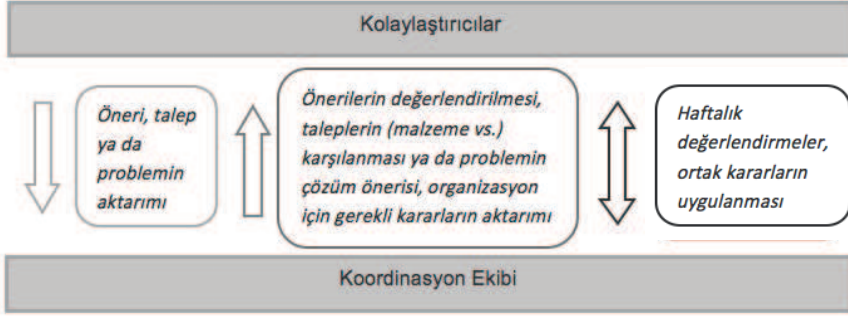 Kolaylaştırıcılar
Öneri, talep
ya da
problemin
aktarımı
Önerilerin değerlendirilmesi,
taleplerin (malzeme vs.)
karşılanması ya da problemin
çözüm önerisi, organizasyon
için gerekli kararların aktarımı
Haftalık
değerlendirmeler,
ortak kararların
uygulanması
Koordinasyon Ekibi